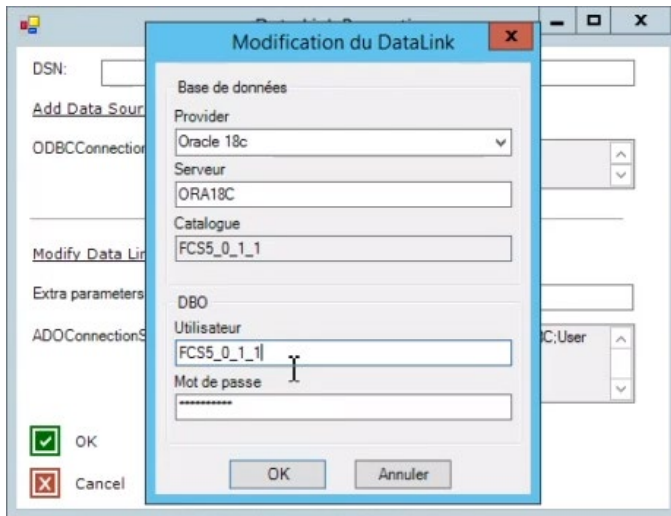 Modification du DataLink
x
x
DSN:
Add Data Sour
ODBCConnection
Modify Data Lin
Extra parameters
ADOConnectionS
C;User
OK
Cancel
Base de données
Provider
Oracle 18c
Serveur
ORA18C
Catalogue
FCS5_0_1_1
DBO
Utilisateur
FCS5_0_1_1
Mot de passe
**********
OK
Annuler